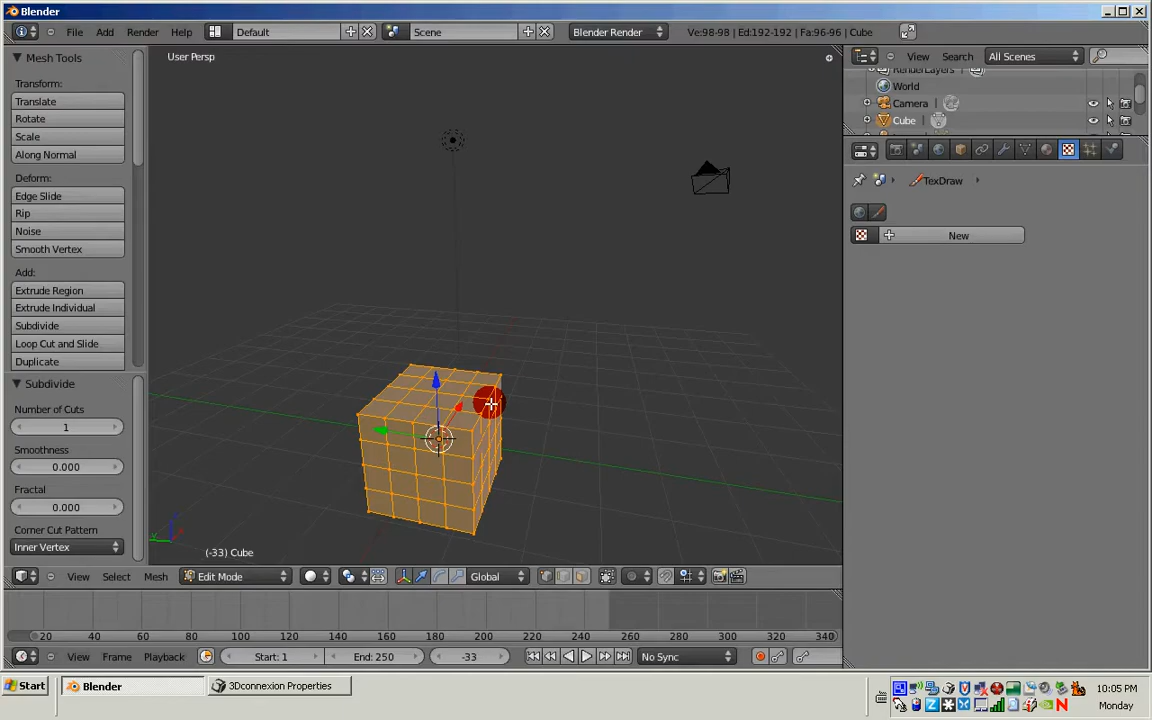 Blender
File Add Render Help Default Scene Blender Render Ve:98-98 | Ed:192-192 | Fa:96-96 | Cube
Mesh Tools
Transform:
Translate
Rotate
Scale
Along Normal
Deform:
Edge Slide
Rip
Noise
Smooth Vertex
Add:
Extrude Region
Extrude Individual
Subdivide
Loop Cut and Slide
Duplicate
Subdivide
Number of Cuts
1
Smoothness
0.000
Fractal
0.000
Corner Cut Pattern
Inner Vertex
User Persp
(-33) Cube
View Select Mesh Edit Mode Global
20 40 60 80 100 120 140 160 180 200 220 240 260 280 300 320 340
View Frame Playback Start: 1 End: 250 -33 No Sync
View Search All Scenes
RenderLayers
World
Camera
Cube
TexDraw
New
Start Blender 3Dconnexion Properties
10:05 PM
Monday